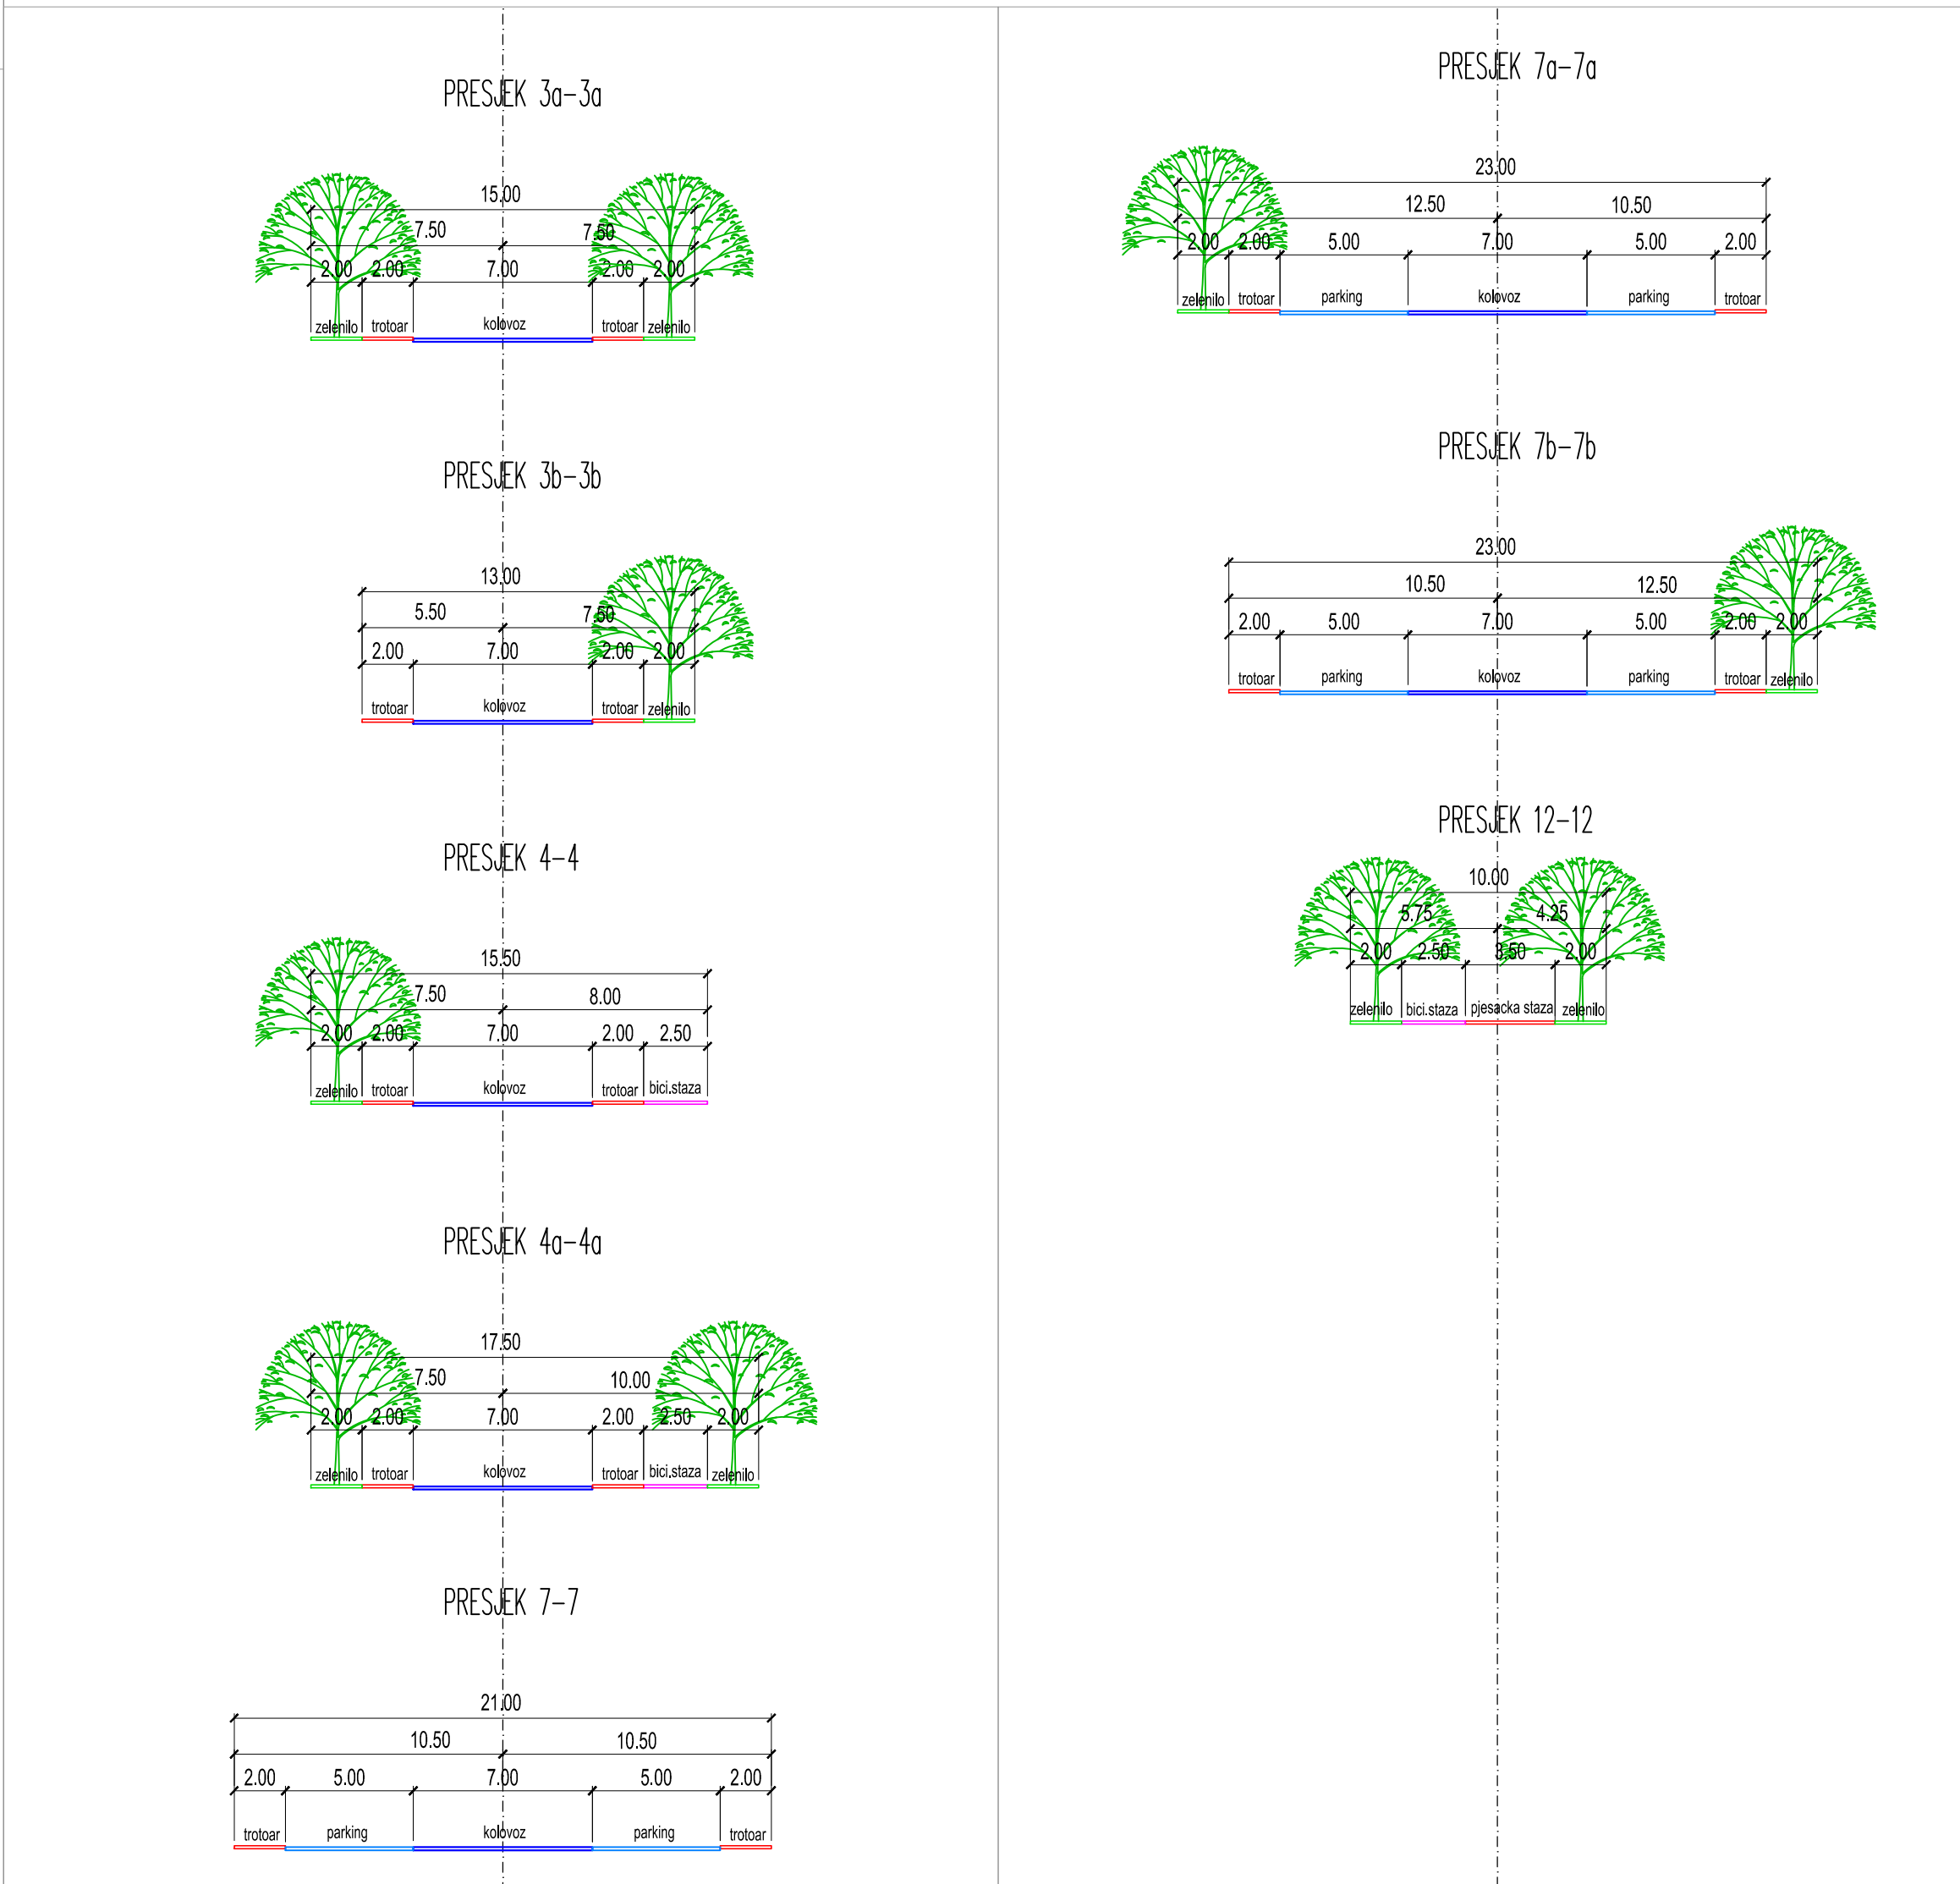 PRESJEK 3a-3a
15.00
7.50 7.50
2.00 2.00 7.00 2.00 2.00
zelenilo trotoar kolovoz trotoar zelenilo
PRESJEK 3b-3b
13.00
5.50 7.50
2.00 7.00 2.00 2.00
trotoar kolovoz trotoar zelenilo
PRESJEK 4-4
15.50
7.50 8.00
2.00 2.00 7.00 2.00 2.50
zelenilo trotoar kolovoz trotoar bici.staza
PRESJEK 4a-4a
17.50
7.50 10.00
2.00 2.00 7.00 2.00 2.50 2.00
zelenilo trotoar kolovoz trotoar bici.staza zelenilo
PRESJEK 7-7
21.00
10.50 10.50
2.00 5.00 7.00 5.00 2.00
trotoar parking kolovoz parking trotoar
PRESJEK 7a-7a
23.00
12.50 10.50
2.00 2.00 5.00 7.00 5.00 2.00
zelenilo trotoar parking kolovoz parking trotoar
PRESJEK 7b-7b
23.00
10.50 12.50
2.00 5.00 7.00 5.00 2.00 2.00
trotoar parking kolovoz parking trotoar zelenilo
PRESJEK 12-12
10.00
5.75 4.25
2.00 2.50 3.50 2.00
zelenilo bici.staza pjesacka staza zelenilo